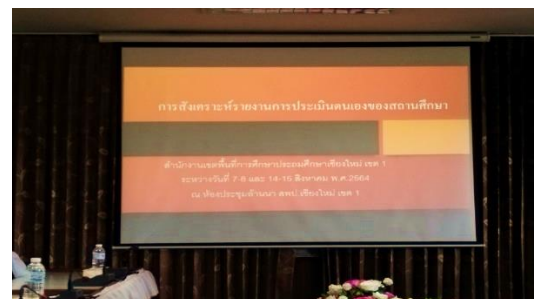 การสังเคราะห์รายงานการประเมินตนเองของสถานศึกษา
สำนักงานเขตพื้นที่การศึกษาประถมศึกษาเชียงใหม่ เขต 1
ระหว่างวันที่ 7-8 และ 14-15 สิงหาคม พ.ศ.2564
ณ ห้องประชุมล้านนา สพป.เชียงใหม่ เขต 1